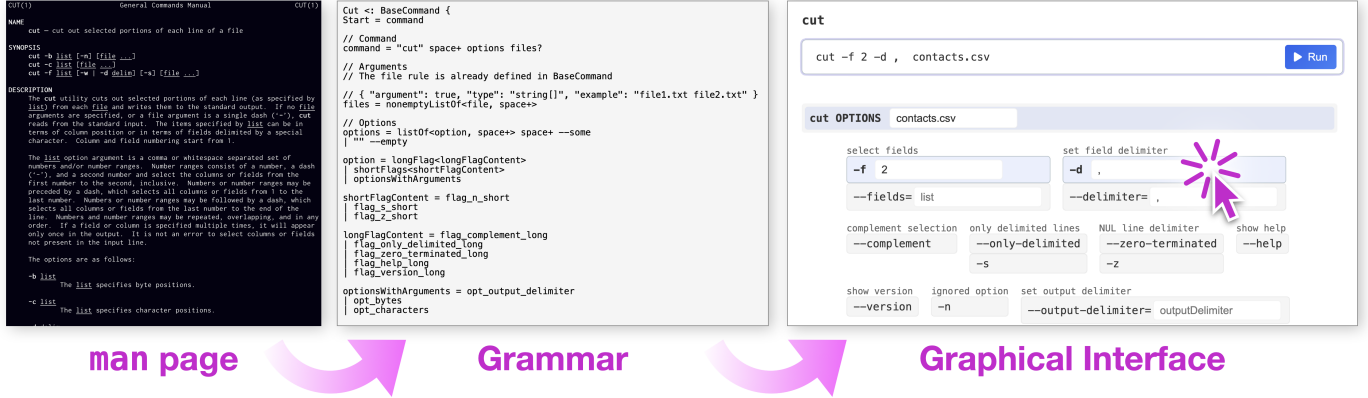 CUT(1) General Commands Manual CUT(1)
NAME
cut – cut out selected portions of each line of a file
SYNOPSIS
cut -b list [-n] [file ...]
cut -c list [file ...]
cut -f list [-w | -d delim] [-s] [file ...]
DESCRIPTION
The cut utility cuts out selected portions of each line (as specified by
list) from each file and writes them to the standard output. If no file
arguments are specified, or a file argument is a single dash (‘-’), cut
reads from the standard input. The items specified by list can be in
terms of column position or in terms of fields delimited by a special
character. Column and field numbering start from 1.
The list option argument is a comma or whitespace separated set of
numbers and/or number ranges. Number ranges consist of a number, a dash
(‘-’), and a second number and select the columns or fields from the
first number to the second, inclusive. Numbers or number ranges may be
preceded by a dash, which selects all columns or fields from 1 to the
last number. Numbers or number ranges may be followed by a dash, which
selects all columns or fields from the last number to the end of the
line. Numbers and number ranges may be repeated, overlapping, and in any
order. If a field or column is specified multiple times, it will appear
only once in the output. It is not an error to select columns or fields
not present in the input line.
The options are as follows:
-b list
The list specifies byte positions.
-c list
The list specifies character positions.
Cut <: BaseCommand {
Start = command
// Command
command = "cut" space+ options files?
// Arguments
// The file rule is already defined in BaseCommand
// { "argument": true, "type": "string[]", "example": "file1.txt file2.txt" }
files = nonemptyListOf<file, space+>
// Options
options = listOf<option, space+> space+ --some
| "" --empty
option = longFlag<longFlagContent>
| shortFlags<shortFlagContent>
| optionsWithArguments
shortFlagContent = flag_n_short
| flag_s_short
| flag_z_short
longFlagContent = flag_complement_long
| flag_only_delimited_long
| flag_zero_terminated_long
| flag_help_long
| flag_version_long
optionsWithArguments = opt_output_delimiter
| opt_bytes
| opt_characters
cut
cut -f 2 -d , contacts.csv Run
cut OPTIONS contacts.csv
select fields set field delimiter
-f 2 -d ,
--fields= list --delimiter= ,
complement selection only delimited lines NUL line delimiter show help
--complement --only-delimited --zero-terminated --help
-s -z
show version ignored option set output delimiter
--version -n --output-delimiter= outputDelimiter
man page Grammar Graphical Interface